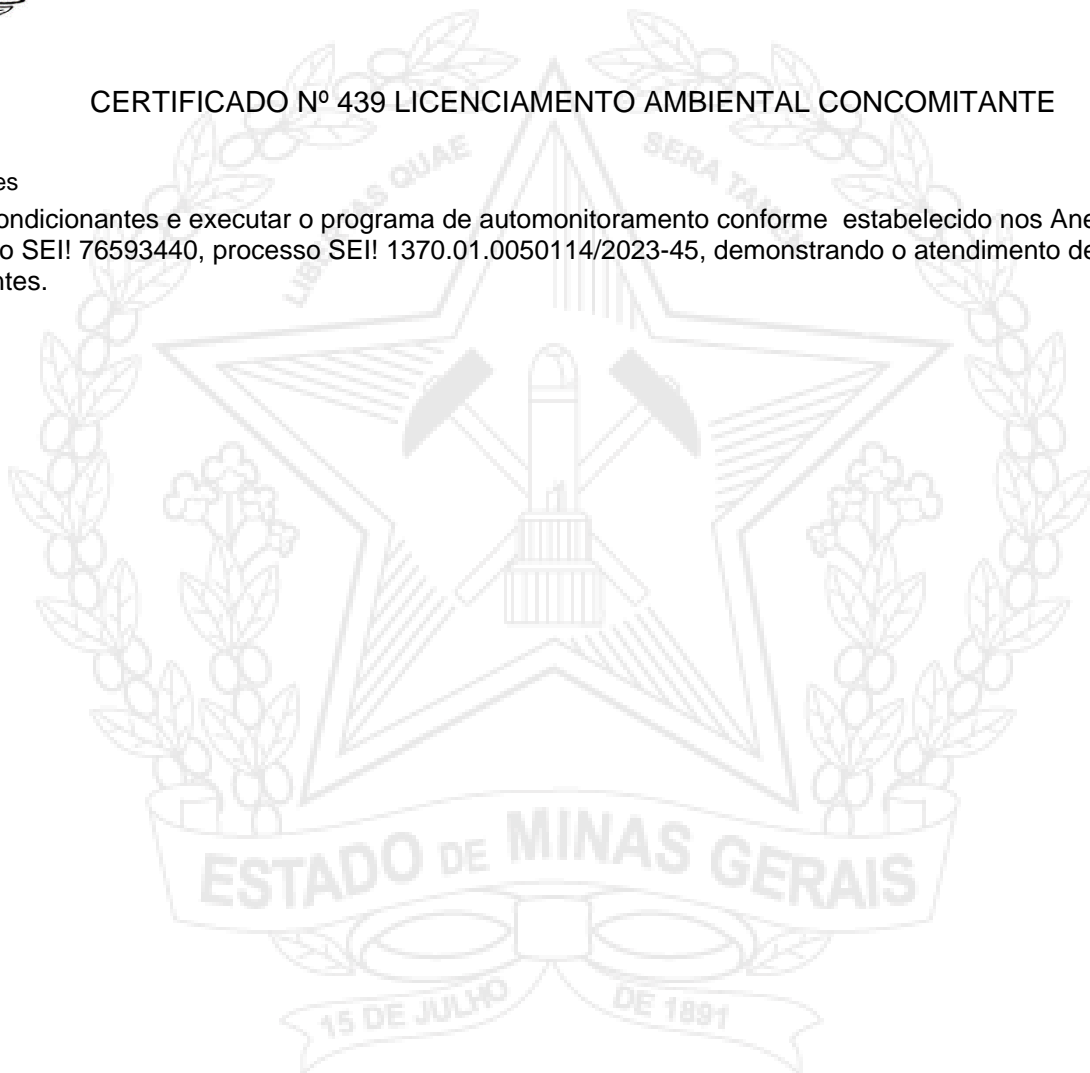 CERTIFICADO Nº 439 LICENCIAMENTO AMBIENTAL CONCOMITANTE
LIBERTAS QUAE SERA TAMEN
es
ondicionantes e executar o programa de automonitoramento conforme estabelecido nos Ane
o SEI! 76593440, processo SEI! 1370.01.0050114/2023-45, demonstrando o atendimento de
ntes.
ESTADO DE MINAS GERAIS
15 DE JULHO DE 1891